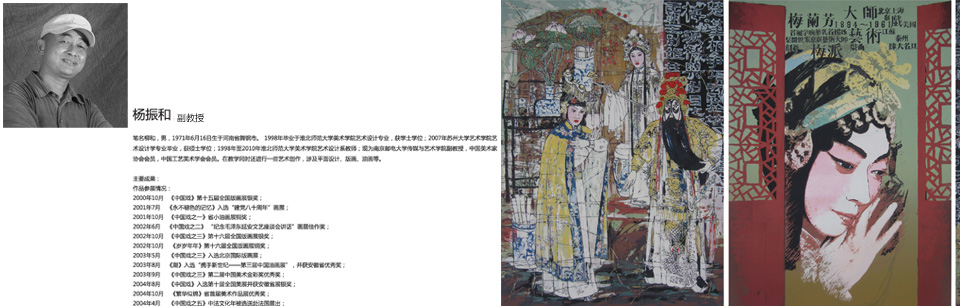 杨振和 副教授
笔名柳和，男，1971年6月16日生于河南省舞钢市。 1998年毕业于淮北师范大学美术学院艺术设计专业，获学士学位；2007年苏州大学艺术学院艺
术设计学专业毕业，获硕士学位；1998年至2010年淮北师范大学美术学院艺术设计系教师；现为南京邮电大学传媒与艺术学院副教授，中国美术家
协会会员，中国工艺美术学会会员。在教学同时还进行一些艺术创作，涉及平面设计、版画、油画等。
主要成果：
作品参展情况：
2000年10月 《中国戏》第十五届全国版画展银奖；
2001年7月 《永不褪色的记忆》入选 “建党八十周年” 画展；
2001年10月 《中国戏之一》省小油画展铜奖；
2002年6月 《中国戏之二》 “纪念毛泽东延安文艺座谈会讲话” 画展佳作奖；
2002年10月 《中国戏之三》第十六届全国版画展铜奖；
2002年10月 《岁岁年年》第十六届全国版画展铜奖；
2003年5月 《中国戏之三》入选北京国际版画展；
2003年8月 《凝》入选 “携手新世纪——第三届中国油画展” ，并获安徽省优秀奖；
2003年9月 《中国戏之三》第二届中国美术金彩奖优秀奖；
2004年8月 《中国戏》入选第十届全国美展并获安徽省展银奖；
2004年10月 《繁华似锦》省首届美术作品展优秀奖；
2004年4月 《中国戏之五》中法文化年被选送赴法国展出；
梅蘭芳大師
1894～1961
藝術
梅派